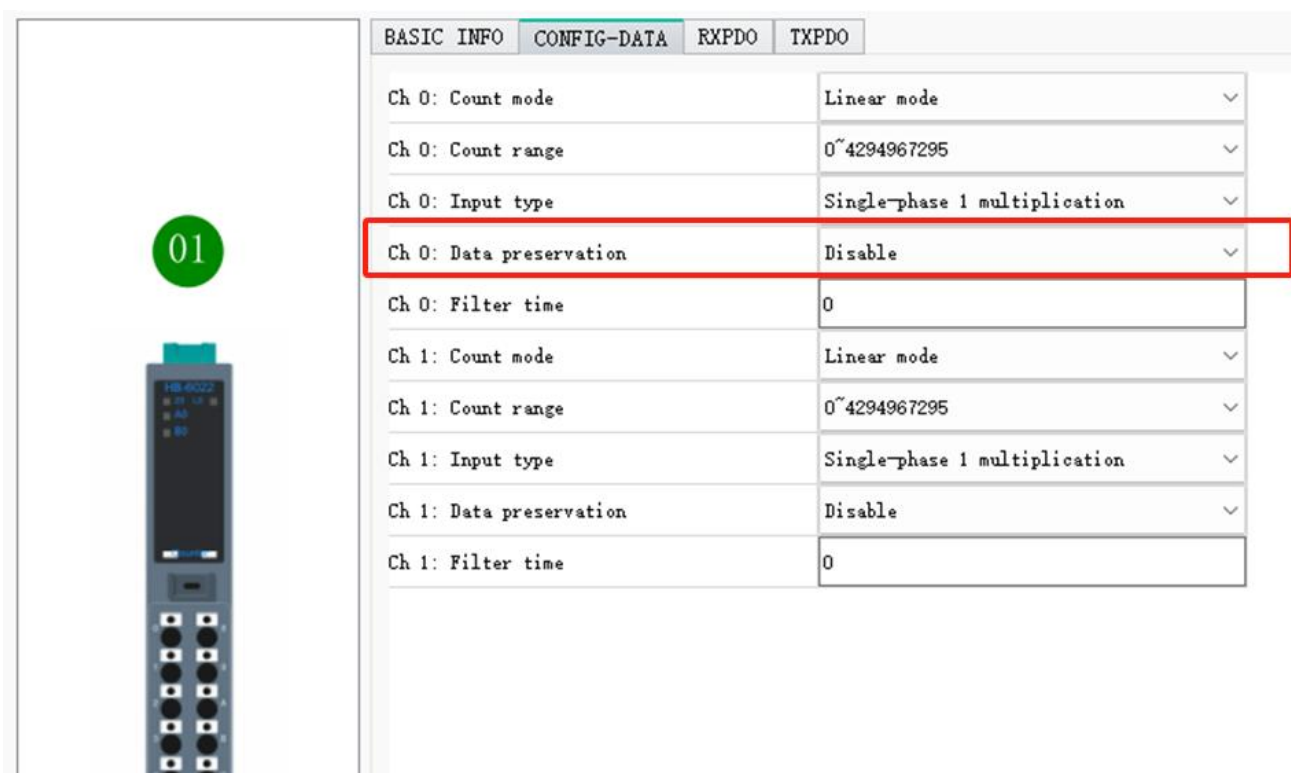 BASIC INFO CONFIG-DATA RXPDO TXPDO
Ch 0: Count mode Linear mode
Ch 0: Count range 0~4294967295
Ch 0: Input type Single-phase 1 multiplication
Ch 0: Data preservation Disable
Ch 0: Filter time 0
Ch 1: Count mode Linear mode
Ch 1: Count range 0~4294967295
Ch 1: Input type Single-phase 1 multiplication
Ch 1: Data preservation Disable
Ch 1: Filter time 0
01
HB-6022
A0
B0